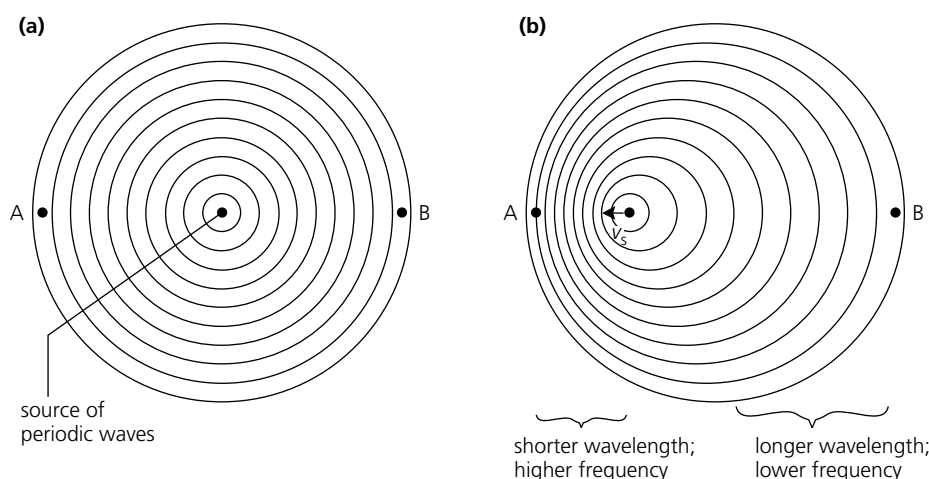 (a)
A
B
source of
periodic waves
(b)
A
vS
B
shorter wavelength;
higher frequency
longer wavelength;
lower frequency